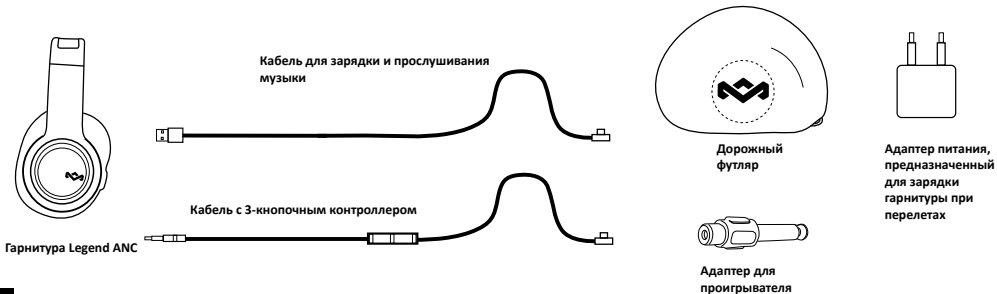 Кабель для зарядки и прослушивания
музыки
Дорожный
футляр
Адаптер питания,
предназначенный
для зарядки
гарнитуры при
перелетах
Кабель с 3-кнопочным контроллером
Гарнитура Legend ANC
Адаптер для
проигрывателя